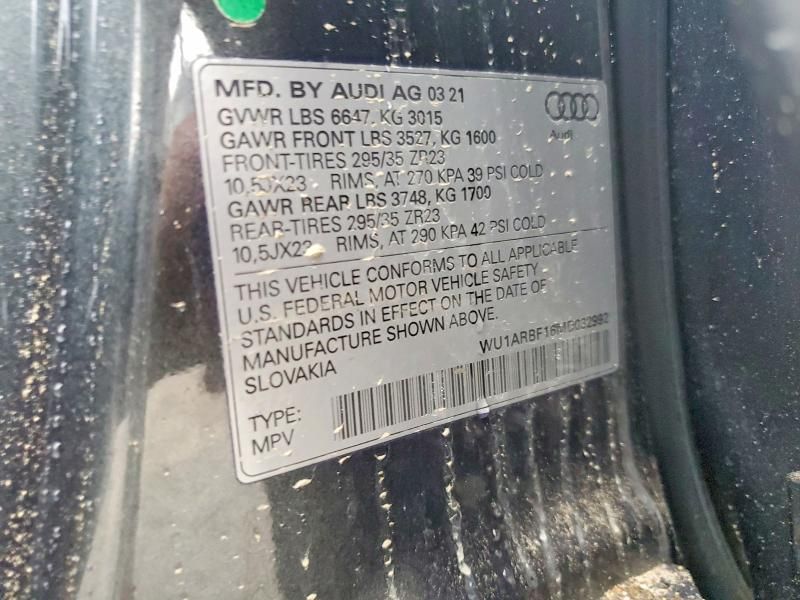 MFD. BY AUDI AG 03 21
GVWR LBS 6647, KG 3015
Audi
GAWR FRONT LBS 3527, KG 1600
FRONT-TIRES 295/35 ZR23
10,5JX23 RIMS, AT 270 KPA 39 PSI COLD
GAWR REAR LBS 3748, KG 1700
REAR-TIRES 295/35 ZR23
10,5JX23 RIMS, AT 290 KPA 42 PSI COLD
THIS VEHICLE CONFORMS TO ALL APPLICABLE
U.S. FEDERAL MOTOR VEHICLE SAFETY
STANDARDS IN EFFECT ON THE DATE OF
MANUFACTURE SHOWN ABOVE.
WU1ARBF16MD032992
SLOVAKIA
TYPE:
MPV